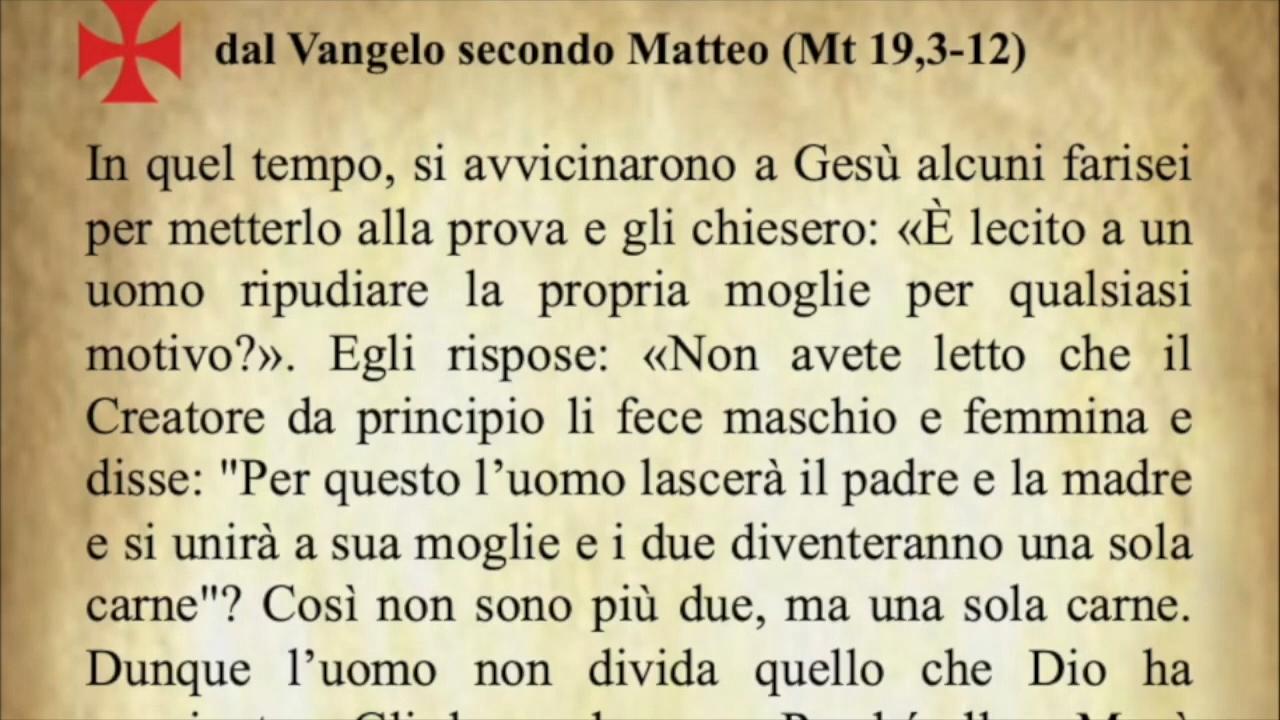 dal Vangelo secondo Matteo (Mt 19,3-12)
In quel tempo, si avvicinarono a Gesù alcuni farisei
per metterlo alla prova e gli chiesero: «È lecito a un
uomo ripudiare la propria moglie per qualsiasi
motivo?». Egli rispose: «Non avete letto che il
Creatore da principio li fece maschio e femmina e
disse: "Per questo l’uomo lascerà il padre e la madre
e si unirà a sua moglie e i due diventeranno una sola
carne"? Così non sono più due, ma una sola carne.
Dunque l’uomo non divida quello che Dio ha